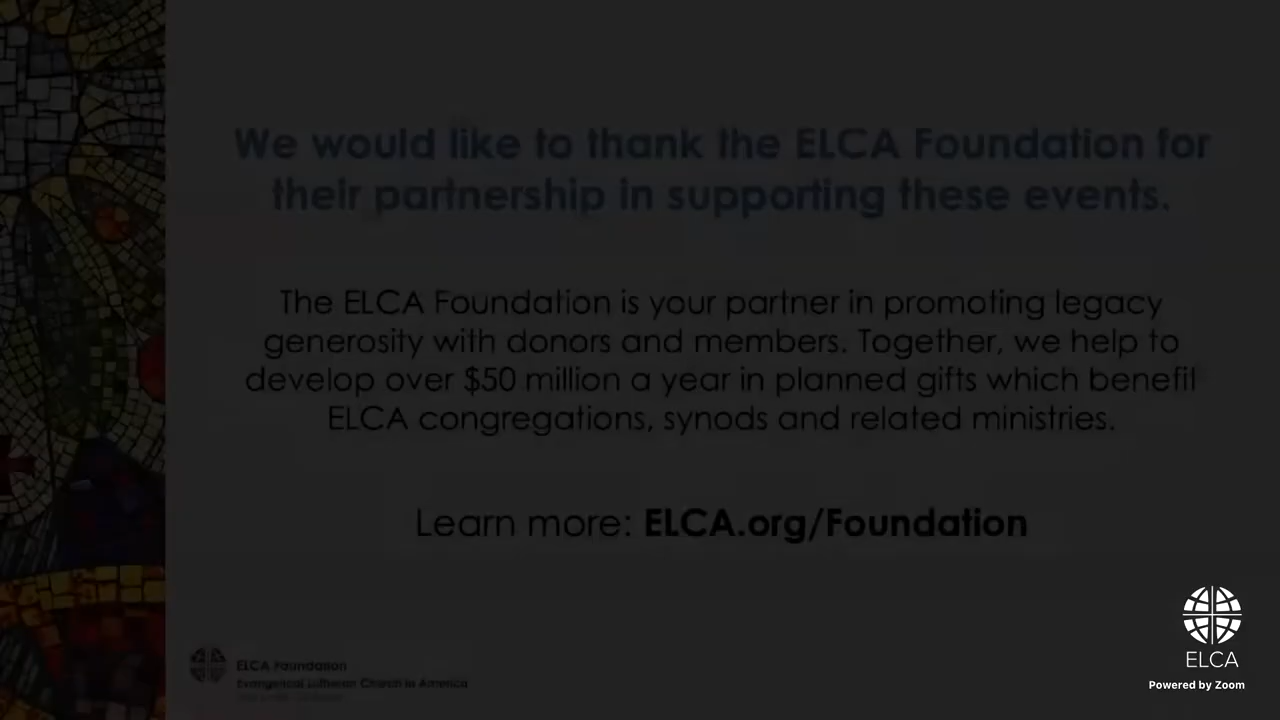 We would like to thank the ELCA Foundation for
their partnership in supporting these events.
The ELCA Foundation is your partner in promoting legacy
generosity with donors and members. Together, we help to
develop over $50 million a year in planned gifts which benefit
ELCA congregations, synods and related ministries.
Learn more: ELCA.org/Foundation
ELCA Foundation
Evangelical Lutheran Church in America
ELCA
Powered by Zoom